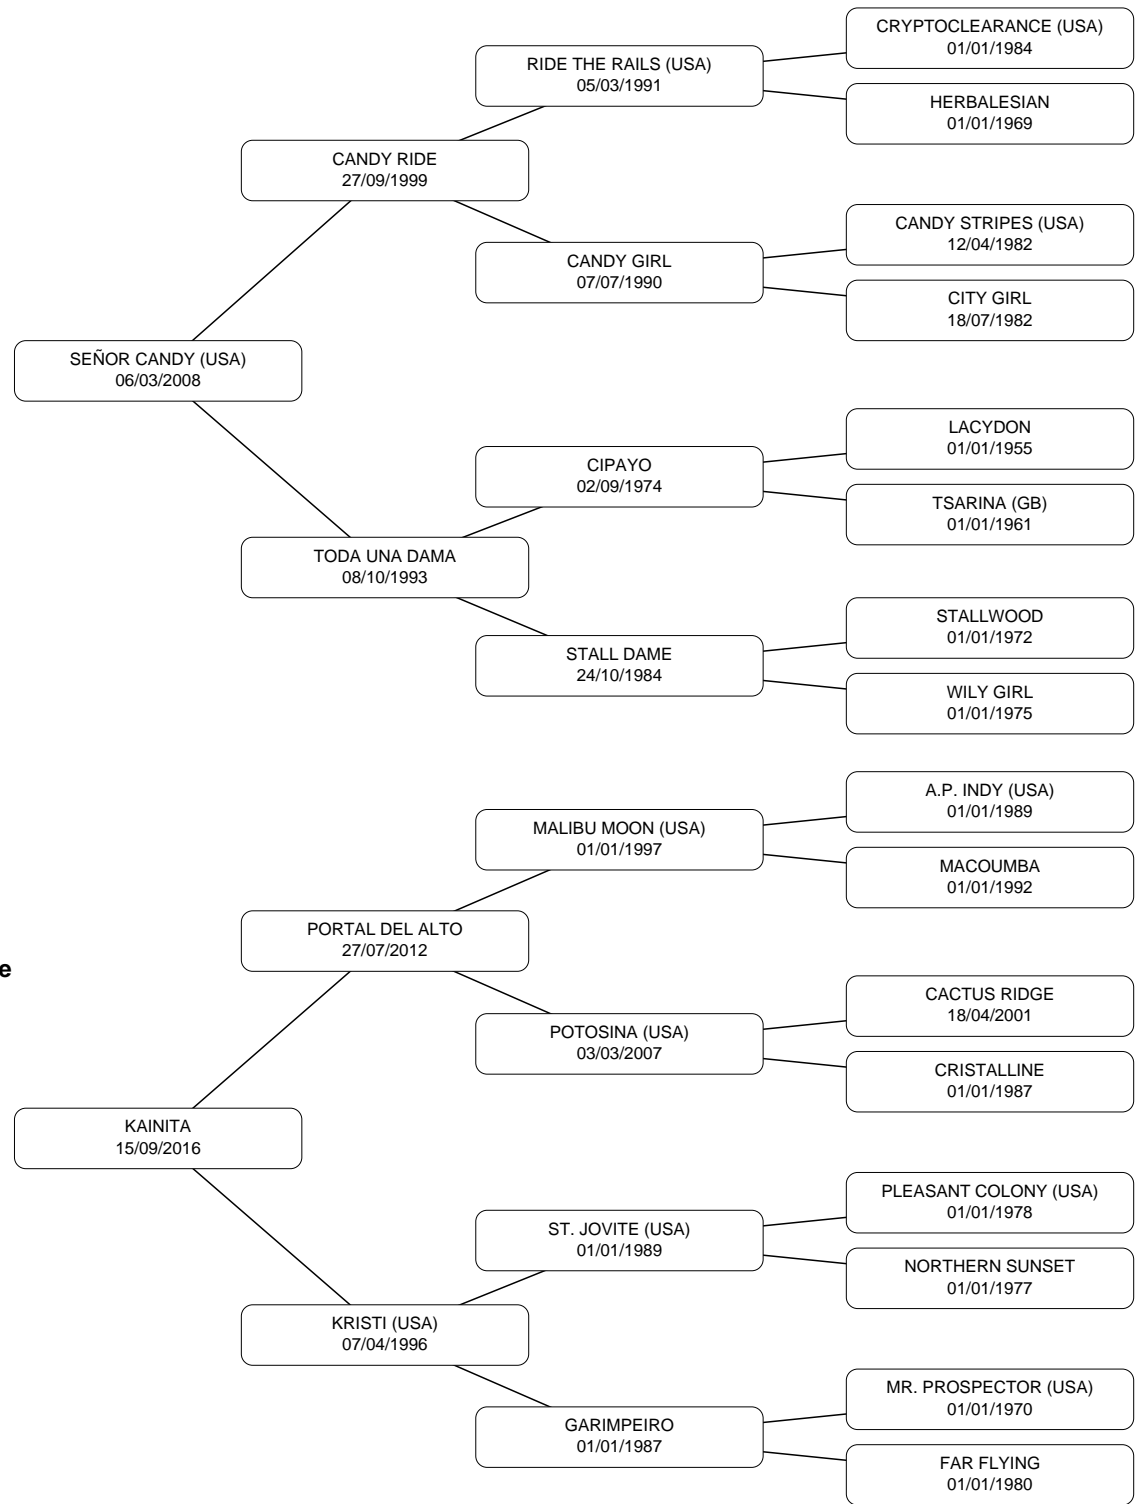 CRYPTOCLEARANCE (USA)
01/01/1984
RIDE THE RAILS (USA)
05/03/1991
HERBALESIAN
01/01/1969
CANDY RIDE
27/09/1999
CANDY STRIPES (USA)
12/04/1982
CANDY GIRL
07/07/1990
CITY GIRL
18/07/1982
SEÑOR CANDY (USA)
06/03/2008
LACYDON
01/01/1955
CIPAYO
02/09/1974
TSARINA (GB)
01/01/1961
TODA UNA DAMA
08/10/1993
STALLWOOD
01/01/1972
STALL DAME
24/10/1984
WILY GIRL
01/01/1975
A.P. INDY (USA)
01/01/1989
MALIBU MOON (USA)
01/01/1997
MACOUMBA
01/01/1992
PORTAL DEL ALTO
27/07/2012
e
CACTUS RIDGE
18/04/2001
POTOSINA (USA)
03/03/2007
CRISTALLINE
01/01/1987
KAINITA
15/09/2016
PLEASANT COLONY (USA)
01/01/1978
ST. JOVITE (USA)
01/01/1989
NORTHERN SUNSET
01/01/1977
KRISTI (USA)
07/04/1996
MR. PROSPECTOR (USA)
01/01/1970
GARIMPEIRO
01/01/1987
FAR FLYING
01/01/1980